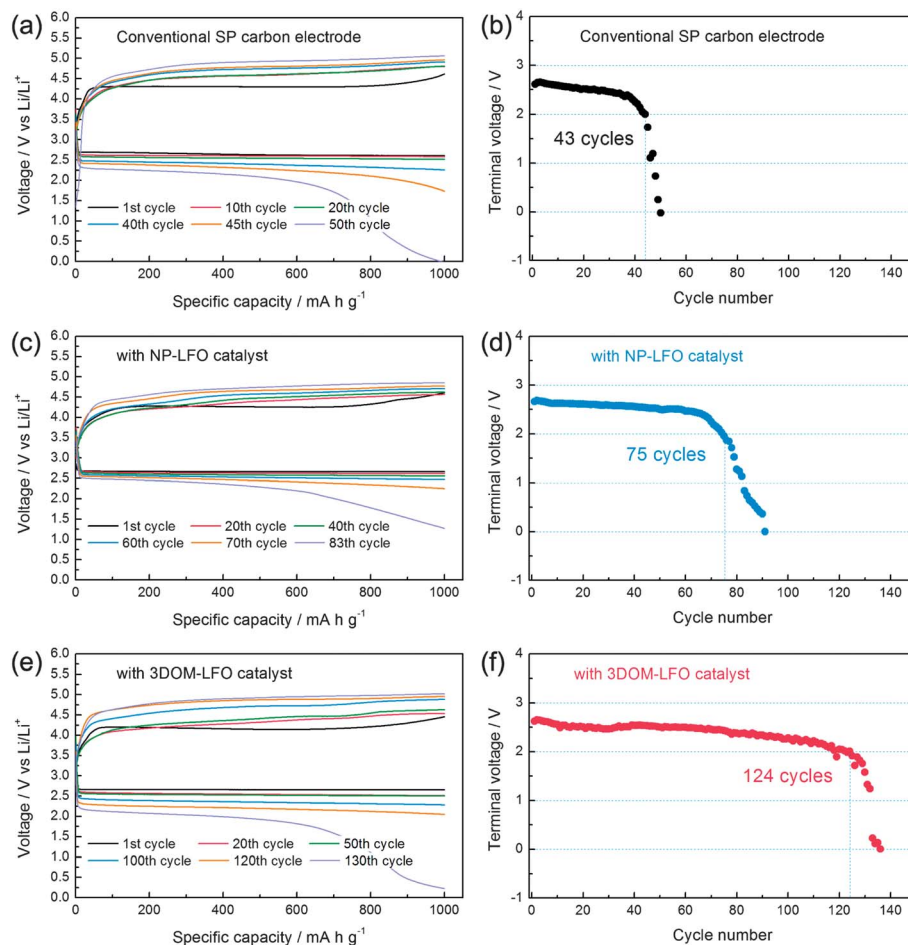 (a)
Conventional SP carbon electrode
Voltage / V vs Li/Li⁺
6.0
5.5
5.0
4.5
4.0
3.5
3.0
2.5
2.0
1.5
1.0
0.5
0.0
1st cycle 10th cycle 20th cycle
40th cycle 45th cycle 50th cycle
0 200 400 600 800 1000
Specific capacity / mA h g⁻¹
(b)
Conventional SP carbon electrode
Terminal voltage / V
4
3
2
1
0
-1
43 cycles
0 20 40 60 80 100 120 140
Cycle number
(c)
with NP-LFO catalyst
Voltage / V vs Li/Li⁺
6.0
5.5
5.0
4.5
4.0
3.5
3.0
2.5
2.0
1.5
1.0
0.5
0.0
1st cycle 20th cycle 40th cycle
60th cycle 70th cycle 83th cycle
0 200 400 600 800 1000
Specific capacity / mA h g⁻¹
(d)
with NP-LFO catalyst
Terminal voltage / V
4
3
2
1
0
-1
75 cycles
0 20 40 60 80 100 120 140
Cycle number
(e)
with 3DOM-LFO catalyst
Voltage / V vs Li/Li⁺
6.0
5.5
5.0
4.5
4.0
3.5
3.0
2.5
2.0
1.5
1.0
0.5
0.0
1st cycle 20th cycle 50th cycle
100th cycle 120th cycle 130th cycle
0 200 400 600 800 1000
Specific capacity / mA h g⁻¹
(f)
with 3DOM-LFO catalyst
Terminal voltage / V
4
3
2
1
0
-1
124 cycles
0 20 40 60 80 100 120 140
Cycle number